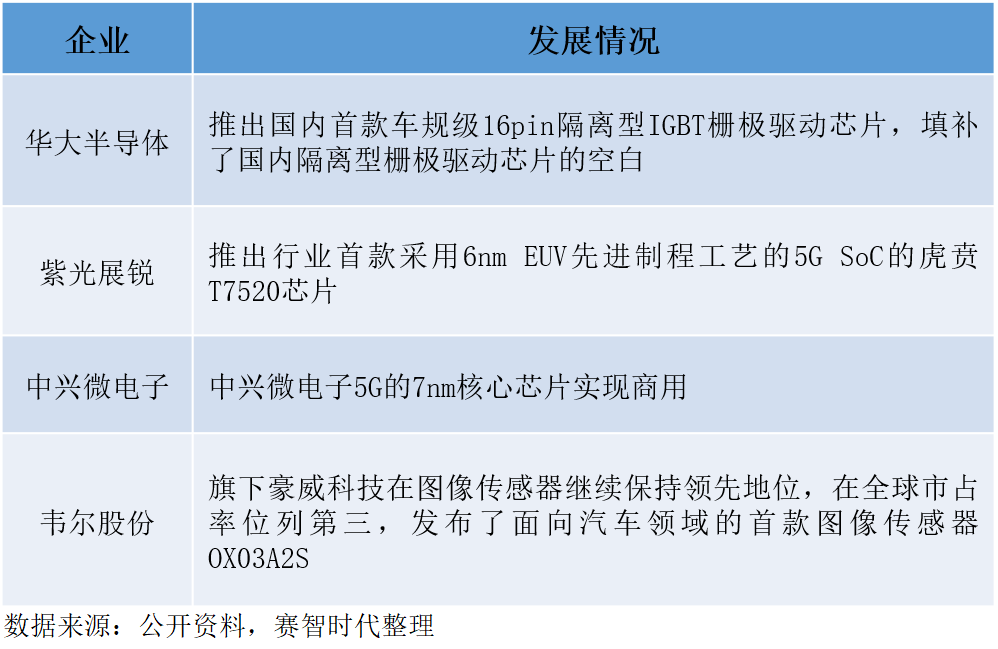 企业
发展情况
华大半导体
推出国内首款车规级16pin隔离型IGBT栅极驱动芯片，填补
了国内隔离型栅极驱动芯片的空白
紫光展锐
推出行业首款采用6nm EUV先进制程工艺的5G SoC的虎贲
T7520芯片
中兴微电子
中兴微电子5G的7nm核心芯片实现商用
韦尔股份
旗下豪威科技在图像传感器继续保持领先地位，在全球市占
率位列第三，发布了面向汽车领域的首款图像传感器
OX03A2S
数据来源：公开资料，赛智时代整理